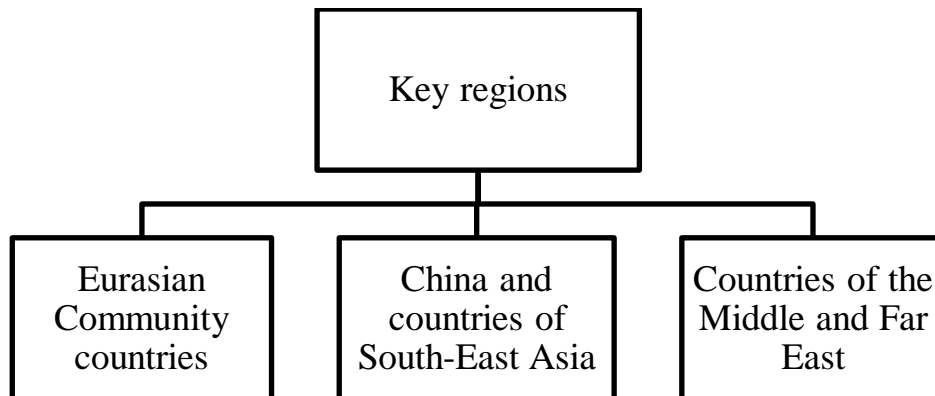 Key regions
Eurasian
Community
countries
China and
countries of
South-East Asia
Countries of the
Middle and Far
East